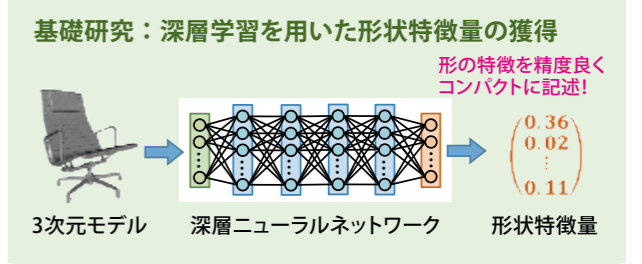 基礎研究：深層学習を用いた形状特徴量の獲得
形の特徴を精度良く
コンパクトに記述！
0.36
0.02
⋮
0.11
3次元モデル
深層ニューラルネットワーク
形状特徴量